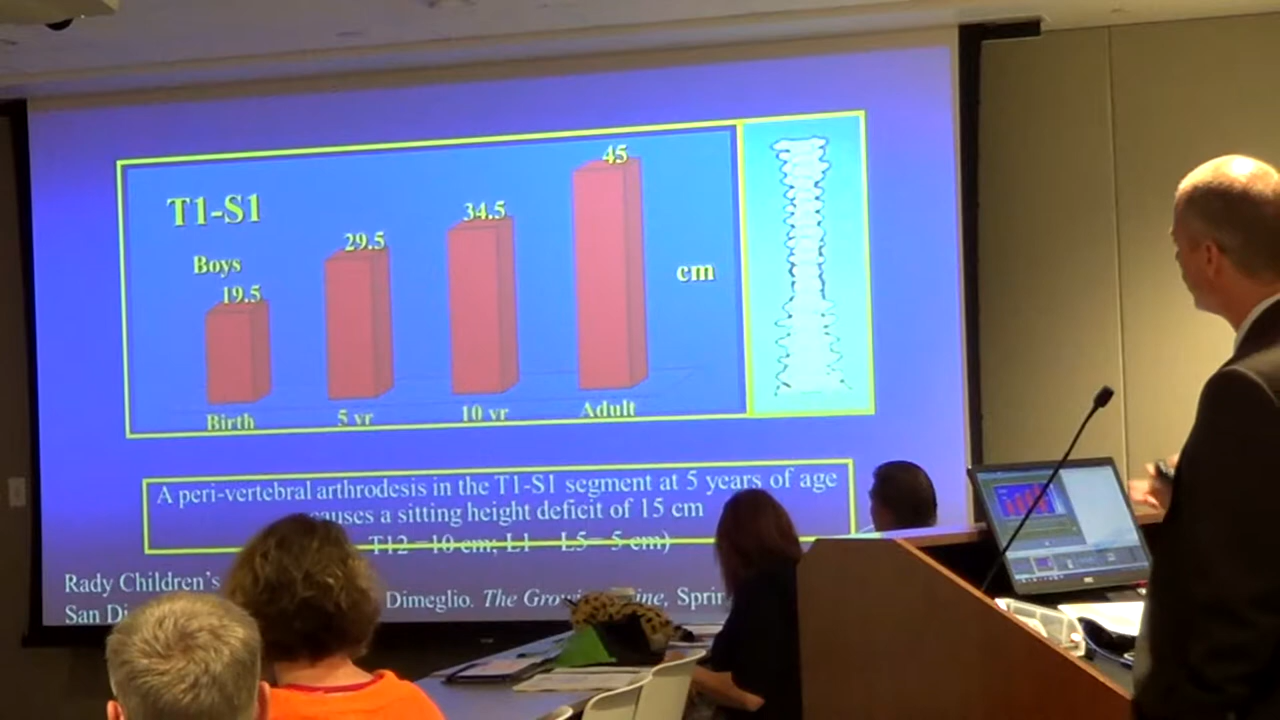 T1-S1
Boys
19.5
29.5
34.5
45
cm
Birth
5 yr
10 yr
Adult
A peri-vertebral arthrodesis in the T1-S1 segment at 5 years of age
causes a sitting height deficit of 15 cm
T12 =10 cm; L1 - L5= 5 cm)
Rady Children's
San Di
Dimeglio. The Growing Spine, Sprin